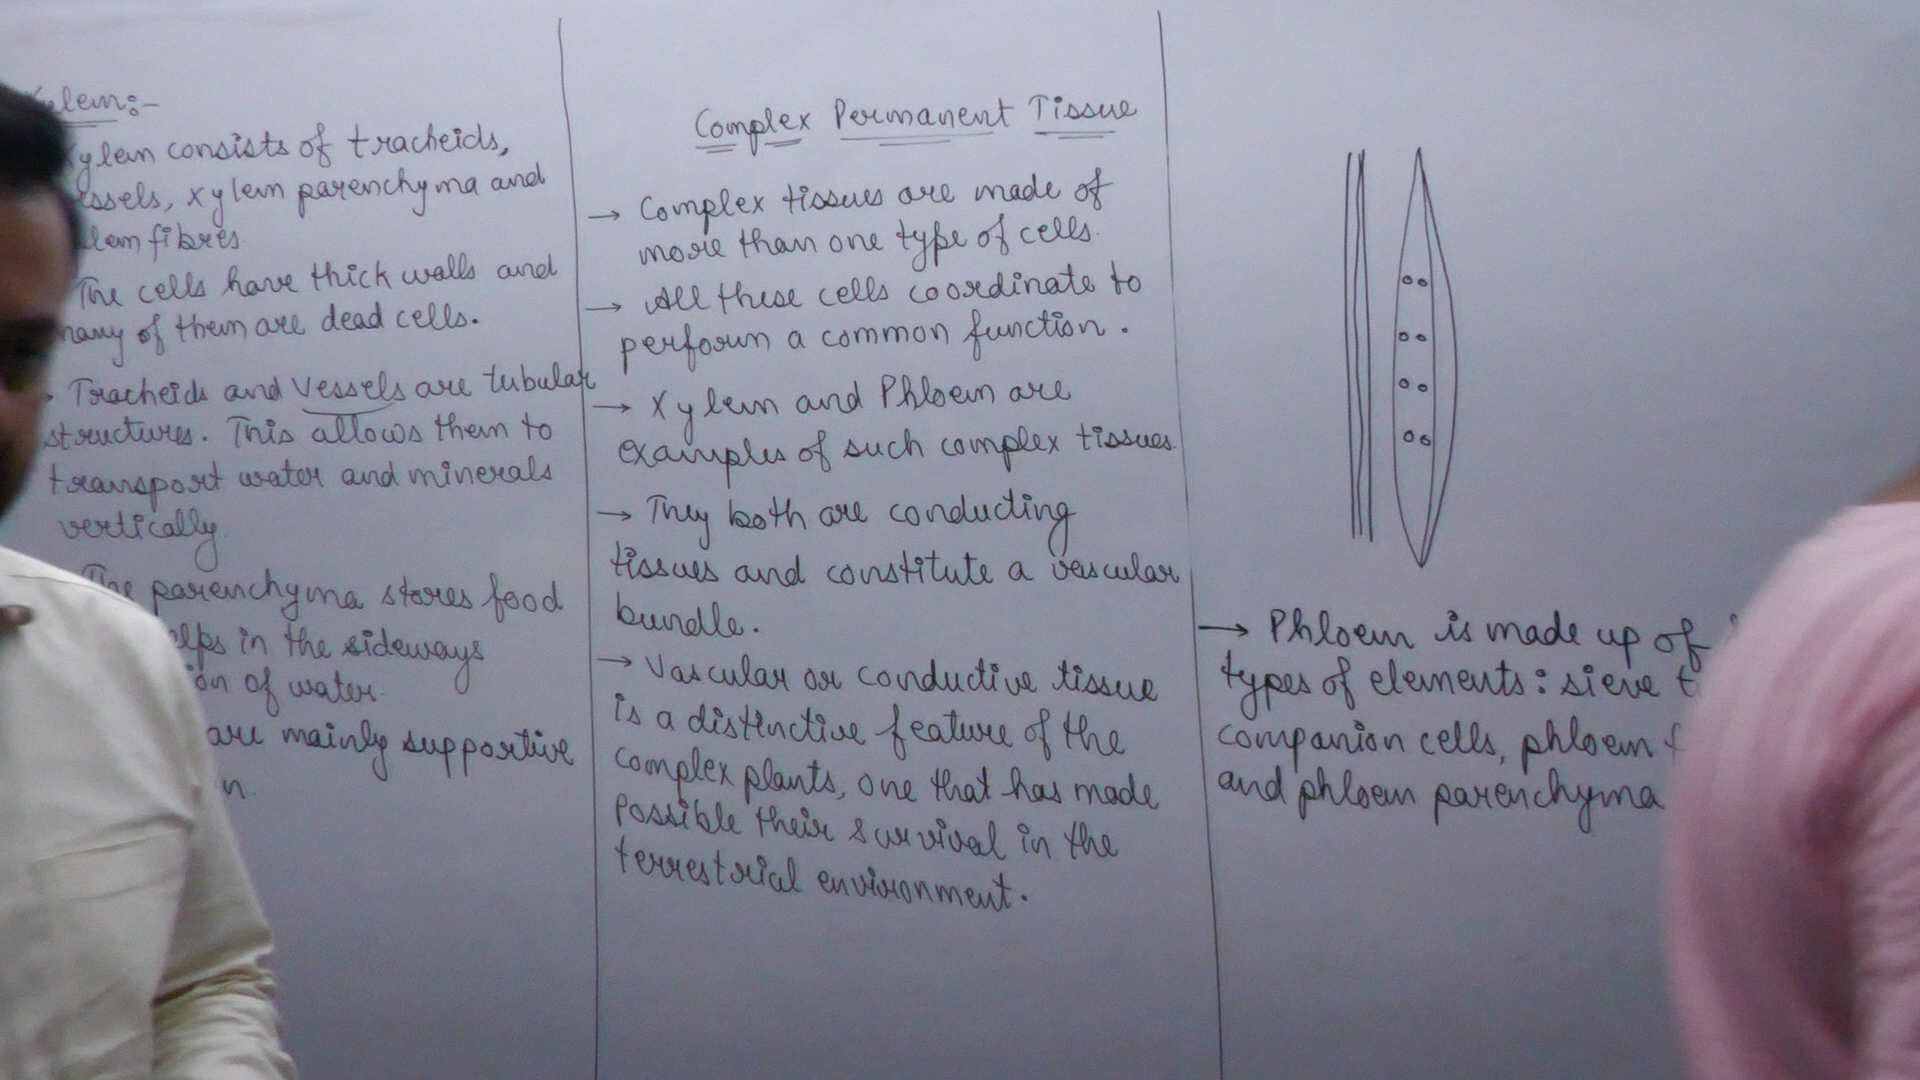 Xylem:-
Xylem consists of tracheids,
vessels, xylem parenchyma and
fibres.
The cells have thick walls and
many of them are dead cells.
Tracheids and vessels are tubular
structures. This allows them to
transport water and minerals
vertically.
The parenchyma stores food
in the sideways
of water.
are mainly supportive
Complex Permanent Tissue
→ Complex tissues are made of
more than one type of cells.
→ All these cells coordinate to
perform a common function.
→ Xylem and Phloem are
examples of such complex tissues.
→ They both are conducting
tissues and constitute a vascular
bundle.
→ Vascular or conductive tissue
is a distinctive feature of the
complex plants, one that has made
possible their survival in the
terrestrial environment.
→ Phloem is made up of
types of elements: sieve
companion cells, phloem
and phloem parenchyma